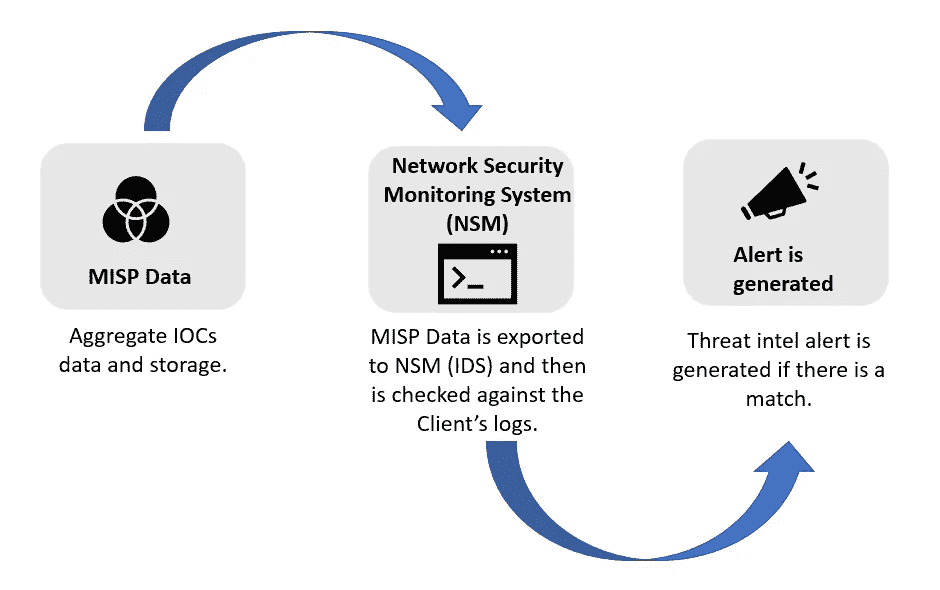 MISP Data
Aggregate IOCs
data and storage.
Network Security
Monitoring System
(NSM)
MISP Data is exported
to NSM (IDS) and then
is checked against the
Client’s logs.
Alert is
generated
Threat intel alert is
generated if there is a
match.